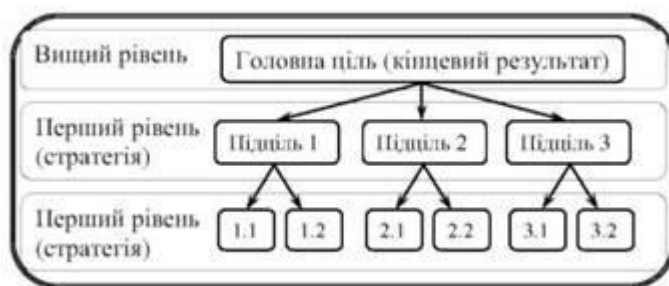 Вищий рівень
Головна ціль (кінцевий результат)
Перший рівень
(стратегія)
Підціль 1
Підціль 2
Підціль 3
Перший рівень
(стратегія)
1.1
1.2
2.1
2.2
3.1
3.2